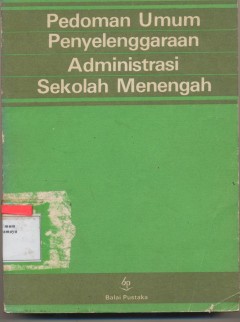 Pedoman Umum
Penyelenggaraan
Administrasi
Sekolah Menengah
Balai Pustaka